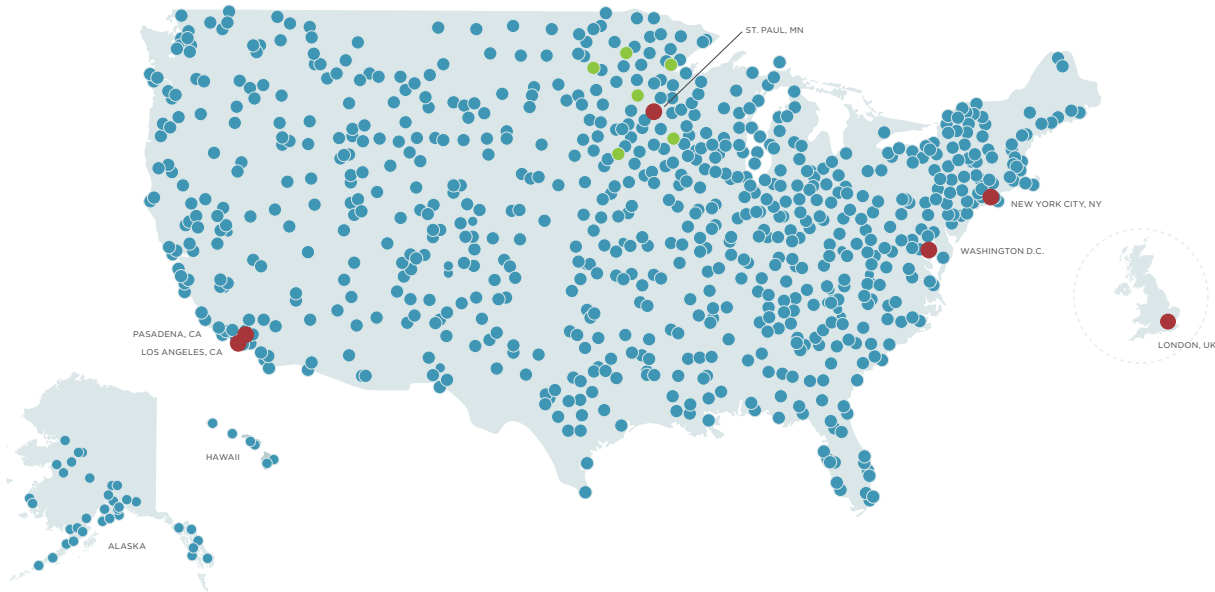 ST. PAUL, MN
NEW YORK CITY, NY
WASHINGTON D.C.
PASADENA, CA
LOS ANGELES, CA
LONDON, UK
HAWAII
ALASKA